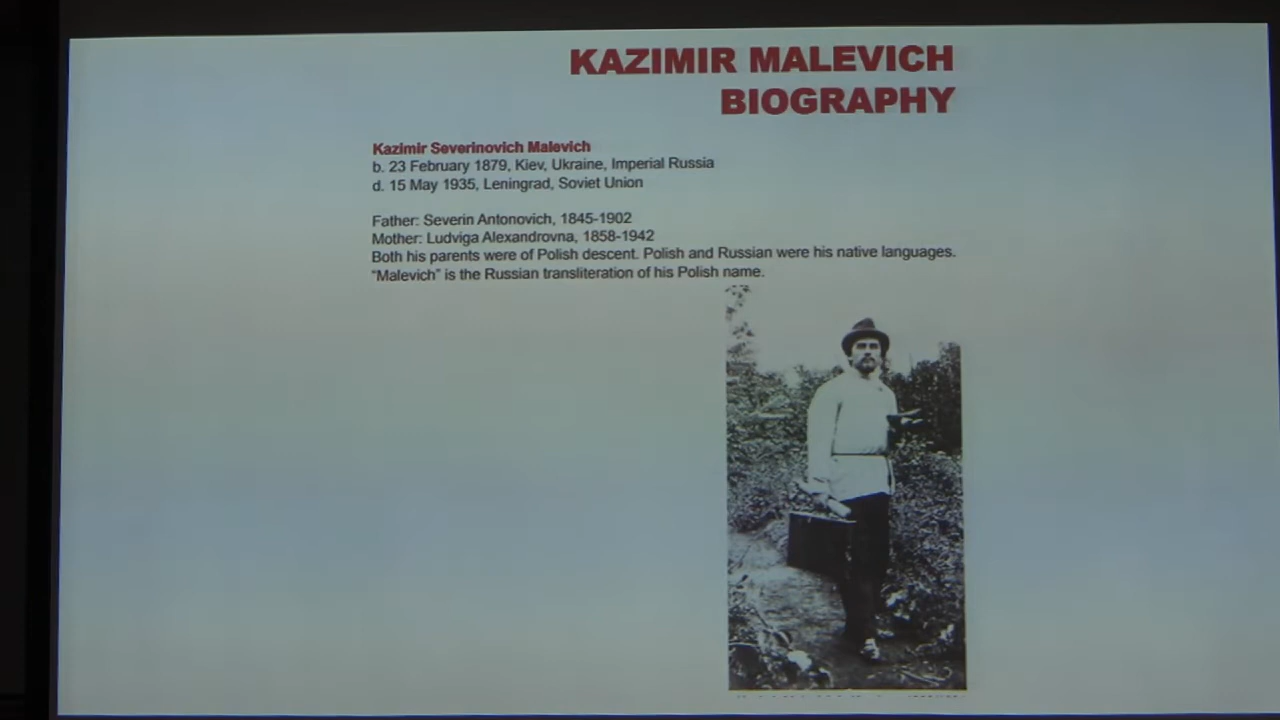 KAZIMIR MALEVICH
BIOGRAPHY
Kazimir Severinovich Malevich
b. 23 February 1879, Kiev, Ukraine, Imperial Russia
d. 15 May 1935, Leningrad, Soviet Union
Father: Severin Antonovich, 1845-1902
Mother: Ludviga Alexandrovna, 1858-1942
Both his parents were of Polish descent. Polish and Russian were his native languages.
“Malevich” is the Russian transliteration of his Polish name.